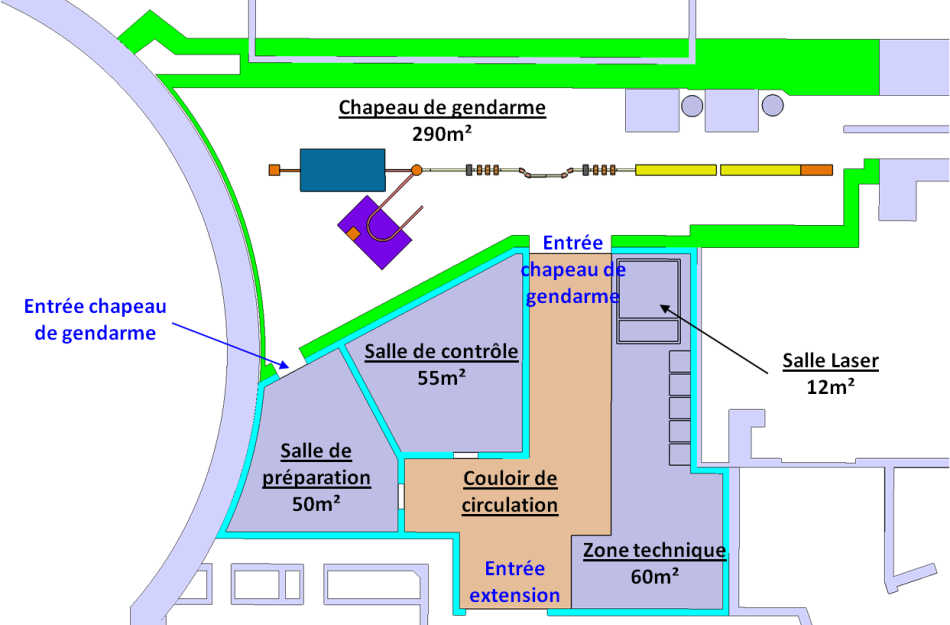 Chapeau de gendarme
290m²
Entrée
chapeau de
gendarme
Entrée chapeau
de gendarme
Salle de contrôle
55m²
Salle Laser
12m²
Salle de
préparation
50m²
Couloir de
circulation
Zone technique
60m²
Entrée
extension